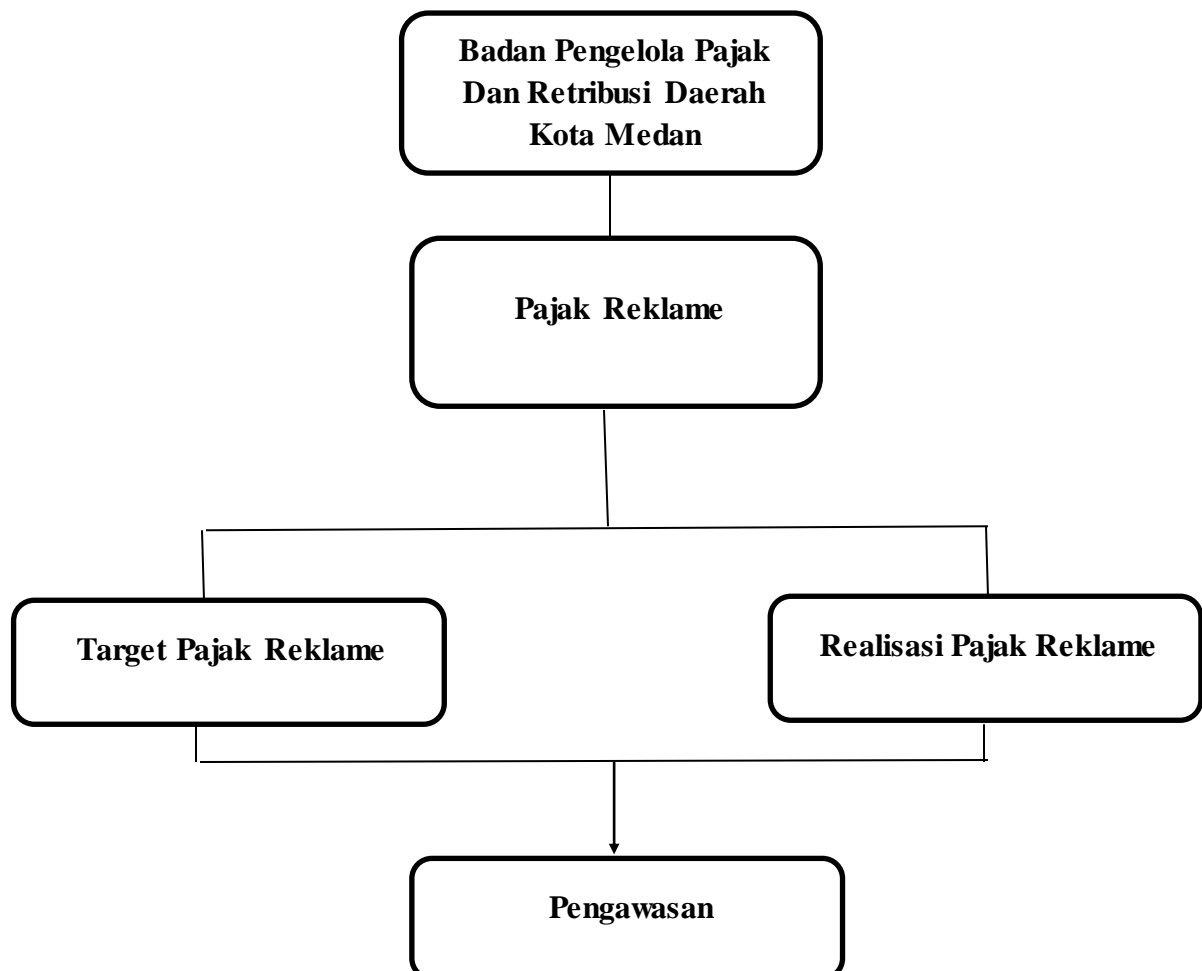 Badan Pengelola Pajak
Dan Retribusi Daerah
Kota Medan
Pajak Reklame
Target Pajak Reklame
Realisasi Pajak Reklame
Pengawasan